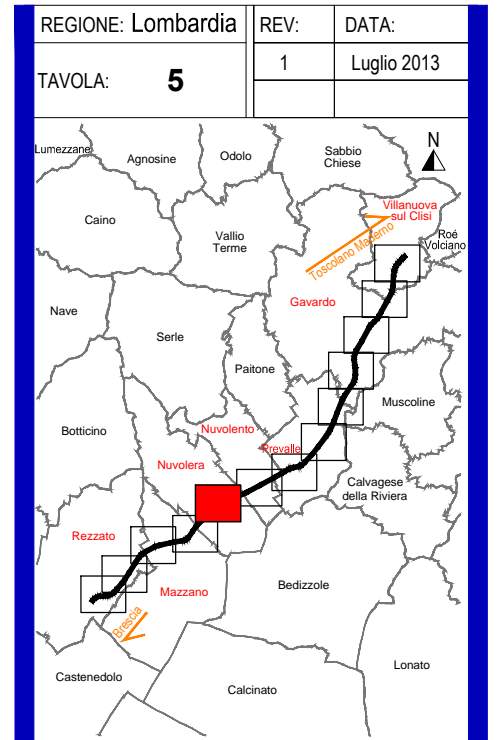 REGIONE: Lombardia
REV:
DATA:
TAVOLA: 5
1
Luglio 2013
Lumezzane
Agnosine
Odolo
Sabbio
Chiese
N
Caino
Vallio
Terme
Villanuova
sul Clisi
Roé
Volciano
Toscolano Maderno
Gavardo
Nave
Serle
Paitone
Muscoline
Botticino
Nuvolento
Prevalle
Nuvolera
Calvagese
della Riviera
Rezzato
Mazzano
Bedizzole
Brescia
Castenedolo
Calcinato
Lonato